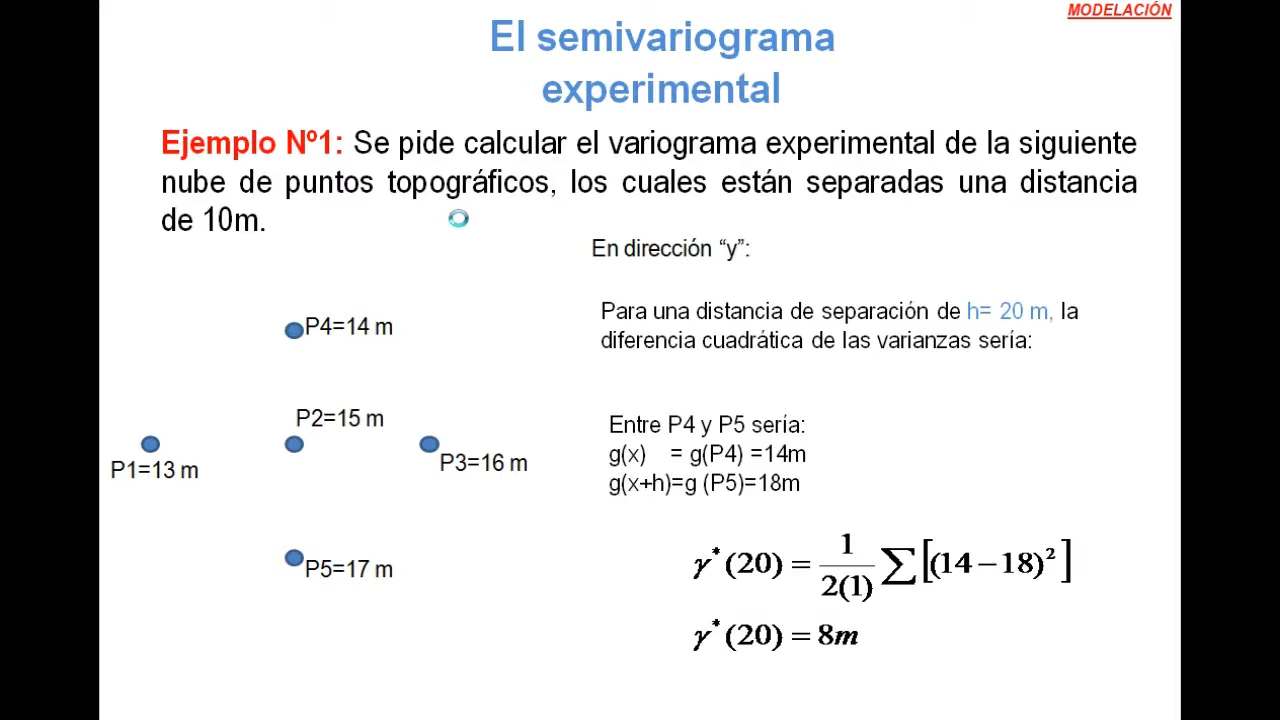 MODELACIÓN
El semivariograma
experimental
Ejemplo Nº1: Se pide calcular el variograma experimental de la siguiente
nube de puntos topográficos, los cuales están separadas una distancia
de 10m.
En dirección “y”:
Para una distancia de separación de h= 20 m, la
diferencia cuadrática de las varianzas sería:
P4=14 m
P2=15 m
P1=13 m
P3=16 m
P5=17 m
Entre P4 y P5 sería:
g(x) = g(P4) =14m
g(x+h)=g (P5)=18m
γ*(20) = 1/2(1) ∑[(14−18)²]
γ*(20) = 8m